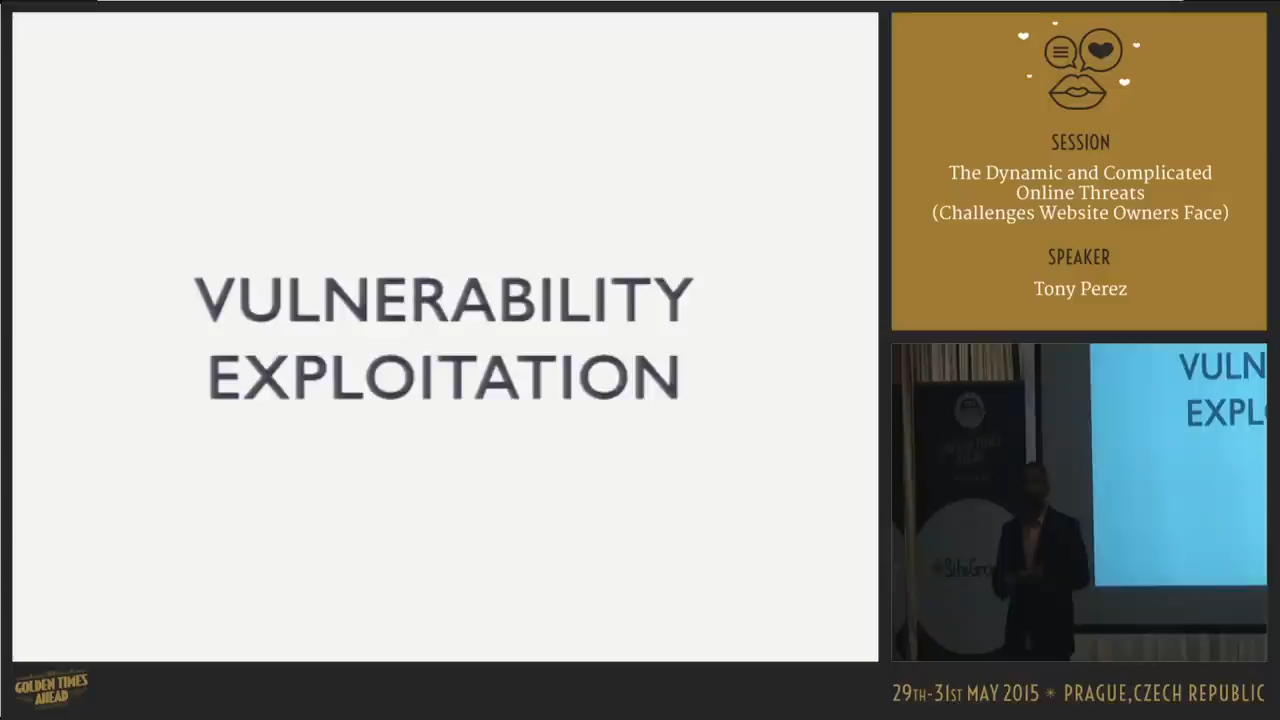 VULNERABILITY
EXPLOITATION
SESSION
The Dynamic and Complicated
Online Threats
(Challenges Website Owners Face)
SPEAKER
Tony Perez
VULN
EXPL
SiteGro
GOLDEN TIMES
AHEAD
29TH-31ST MAY 2015 * PRAGUE, CZECH REPUBLIC